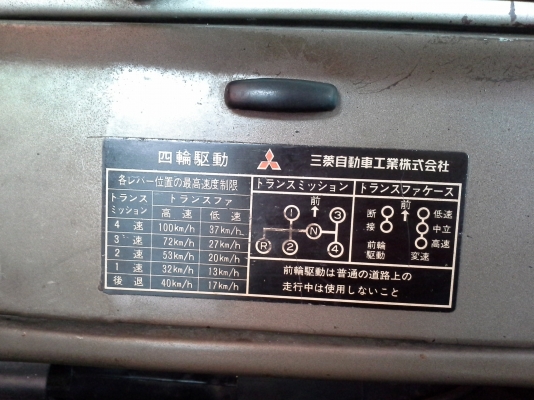 四輪駆動 三菱自動車工業株式会社
各レバー位置の最高速度制限
トランスミッション トランスファ
高速 低速
4速 100km/h 37km/h
3速 72km/h 27km/h
2速 53km/h 20km/h
1速 32km/h 13km/h
後退 40km/h 17km/h
トランスミッション
前
1 3
N
R 2 4
トランスファケース
前
断 低速
接 中立
高速
前輪駆動 変速
前輪駆動は普通の道路上の
走行中は使用しないこと